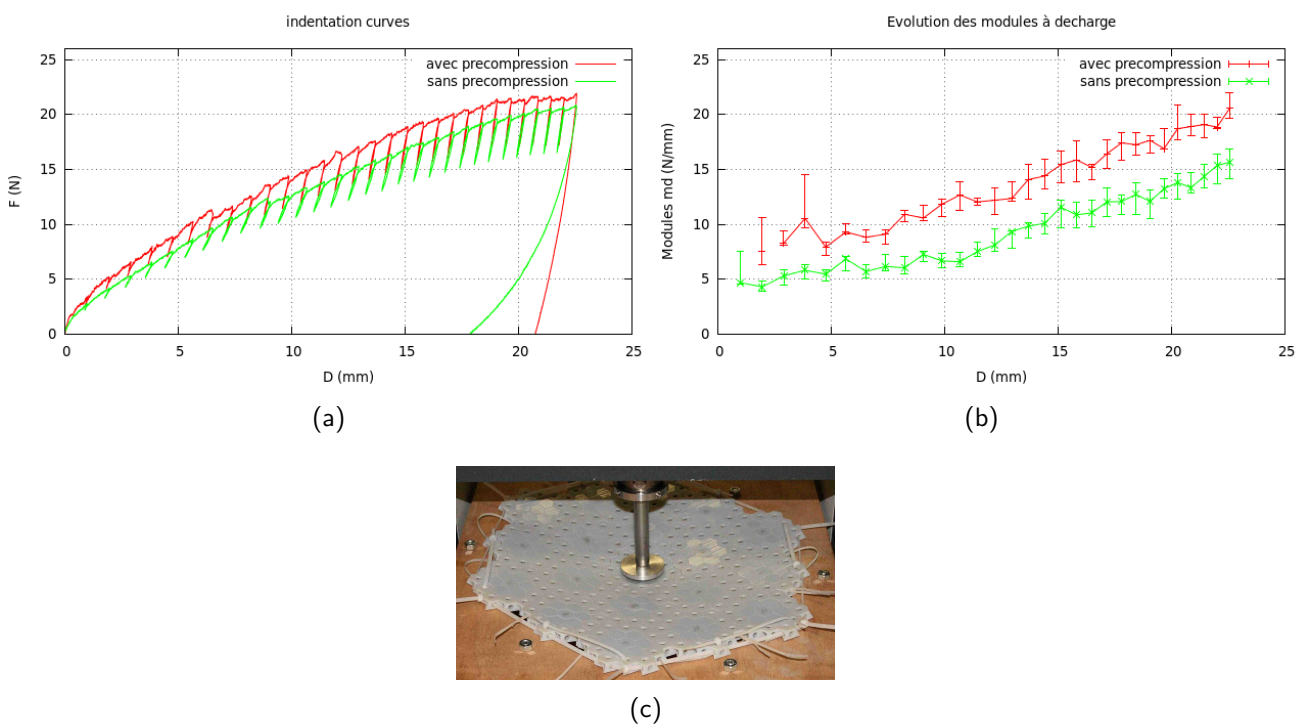 indentation curves
avec precompression
sans precompression
25
20
15
10
5
0
F (N)
0 5 10 15 20 25
D (mm)
(a)
Evolution des modules à decharge
avec precompression
sans precompression
25
20
15
10
5
0
Modules md (N/mm)
0 5 10 15 20 25
D (mm)
(b)
(c)